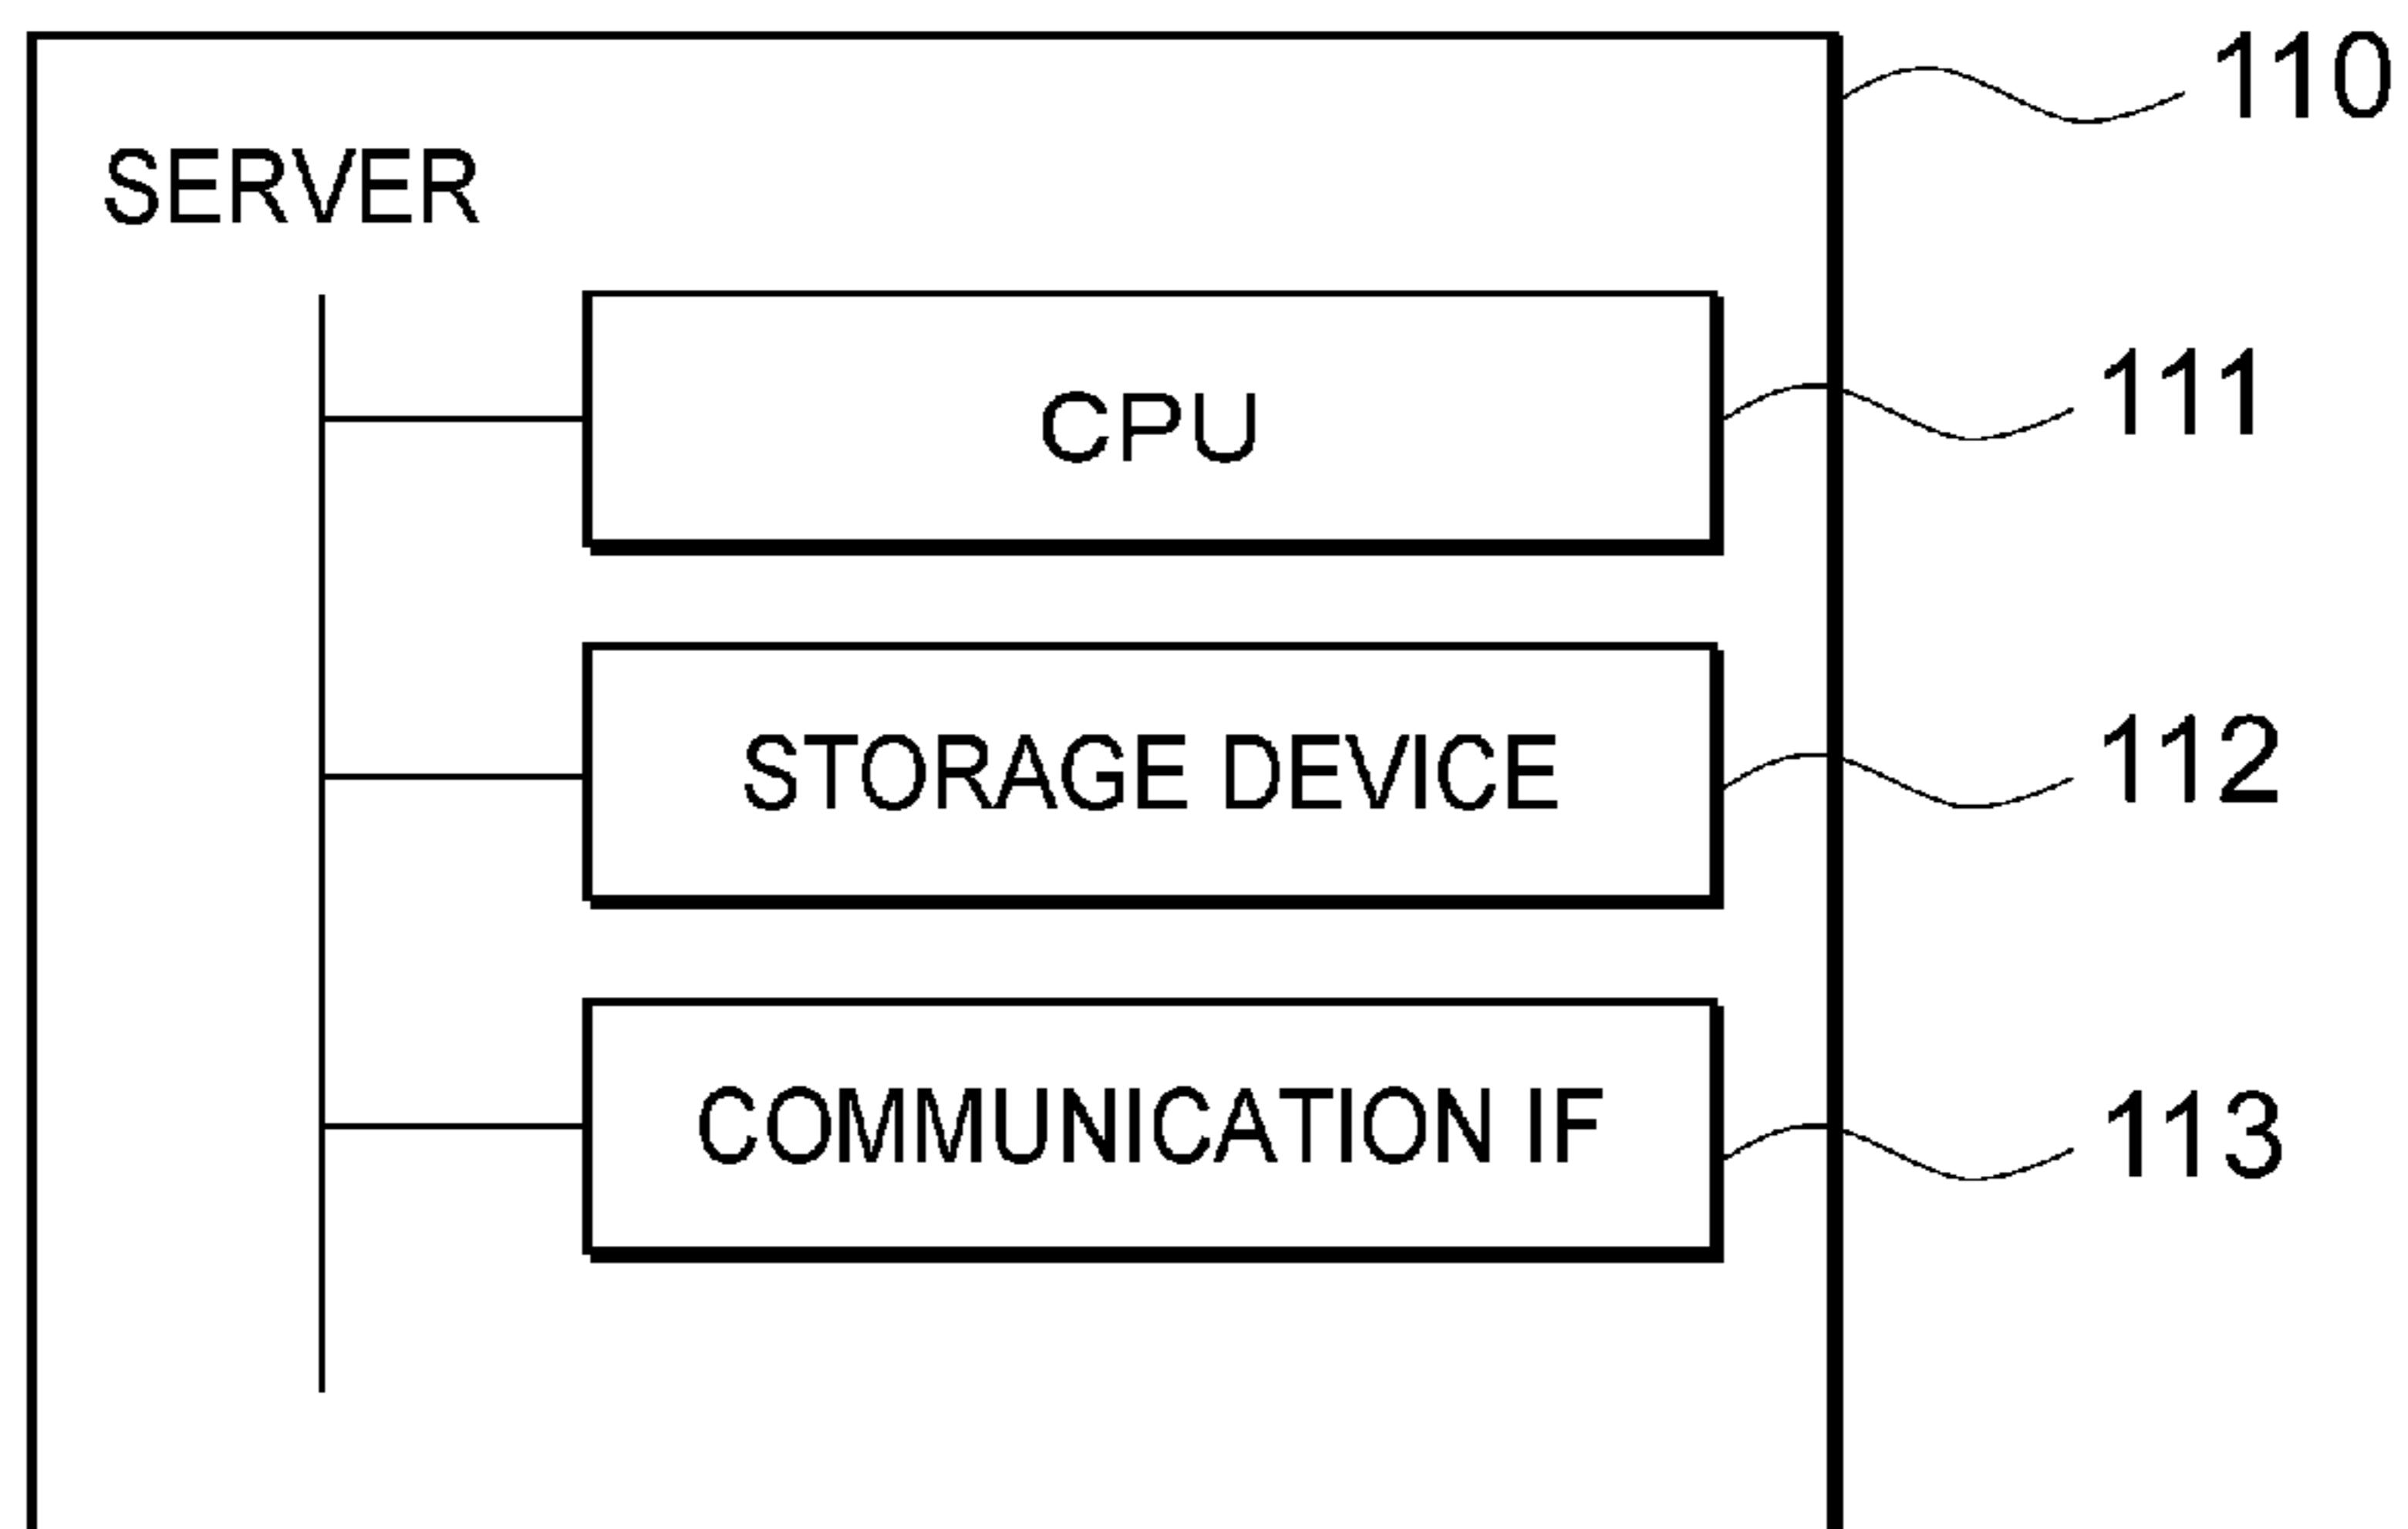 110
SERVER
CPU 111
STORAGE DEVICE 112
COMMUNICATION IF 113